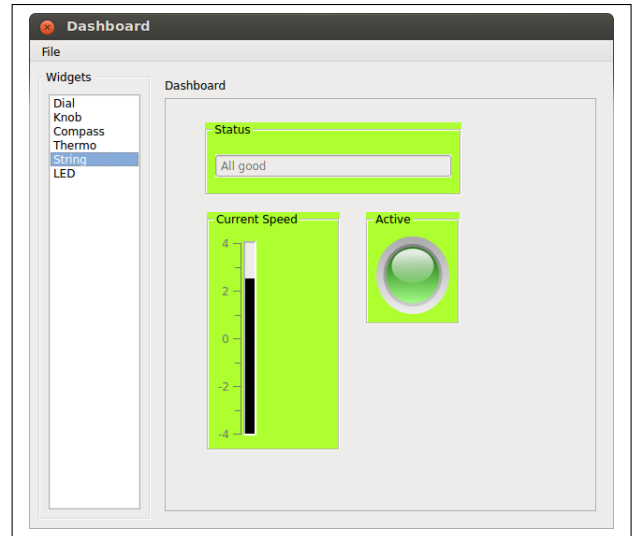 Dashboard
File
Widgets
Dial
Knob
Compass
Thermo
String
LED
Dashboard
Status
All good
Current Speed
4
2
0
-2
-4
Active